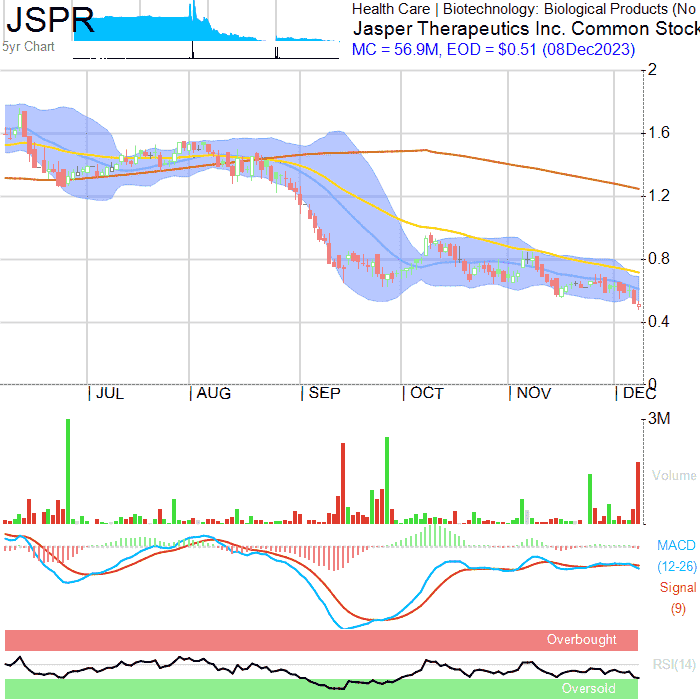 JSPR
5yr Chart
Health Care | Biotechnology: Biological Products (No
Jasper Therapeutics Inc. Common Stock
MC = 56.9M, EOD = $0.51 (08Dec2023)
2
1.6
1.2
0.8
0.4
0
JUL AUG SEP OCT NOV DEC
3M
Volume
MACD
(12-26)
Signal
(9)
Overbought
RSI(14)
Oversold